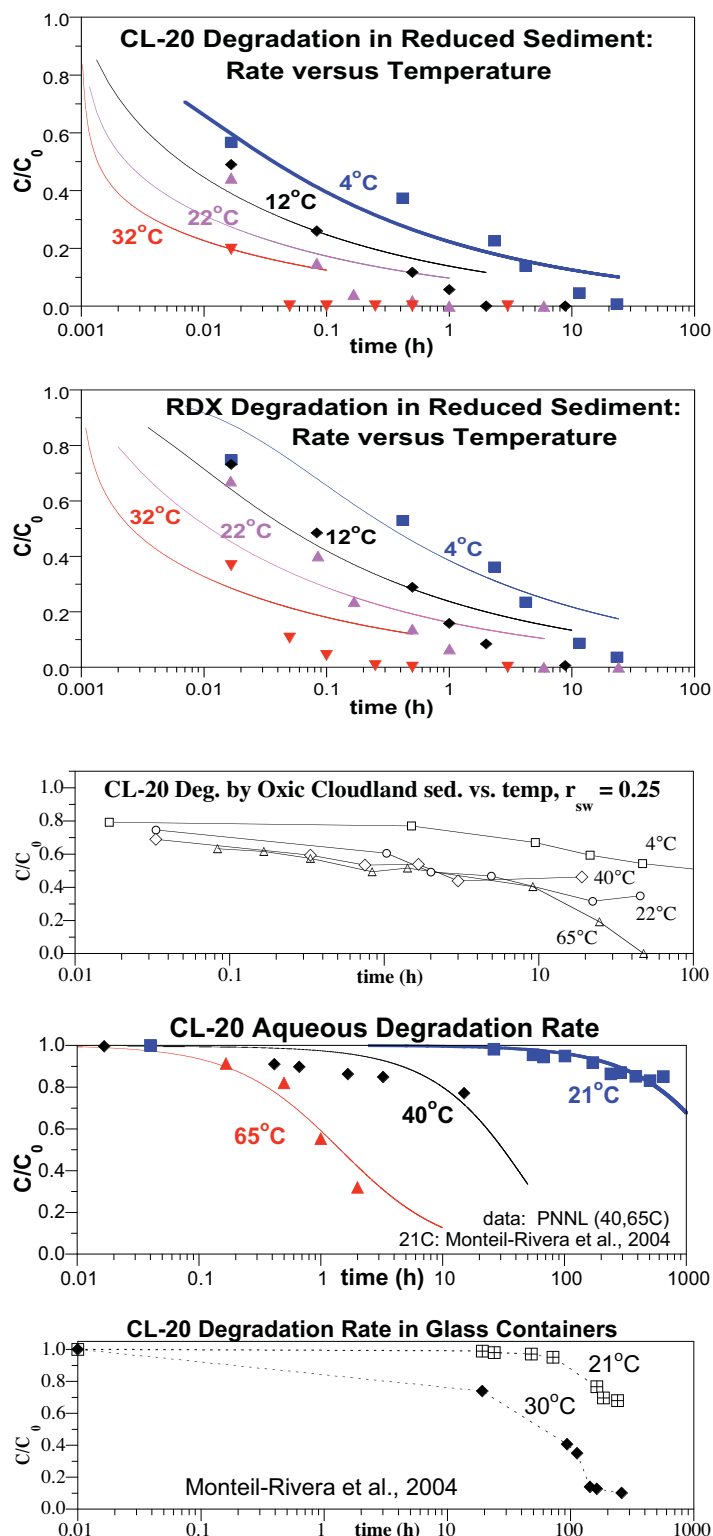 CL-20 Degradation in Reduced Sediment:
Rate versus Temperature
1.0
0.8
0.6
0.4
0.2
0.0
C/C0
4°C
12°C
22°C
32°C
0.001 0.01 0.1 1 10 100
time (h)
RDX Degradation in Reduced Sediment:
Rate versus Temperature
1.0
0.8
0.6
0.4
0.2
0.0
C/C0
32°C
22°C
12°C
4°C
0.001 0.01 0.1 1 10 100
time (h)
CL-20 Deg. by Oxic Cloudland sed. vs. temp, rsw = 0.25
1.0
0.8
0.6
0.4
0.2
0.0
C/C0
4°C
40°C
22°C
65°C
0.01 0.1 time (h) 10 100
CL-20 Aqueous Degradation Rate
1.0
0.8
0.6
0.4
0.2
0.0
C/C0
65°C
40°C
21°C
data: PNNL (40,65C)
21C: Monteil-Rivera et al., 2004
0.01 0.1 1 10 100 1000
time (h)
CL-20 Degradation Rate in Glass Containers
1.0
0.8
0.6
0.4
0.2
0.0
C/C0
21°C
30°C
Monteil-Rivera et al., 2004
0.01 0.1 1 10 100 1000
time (h)